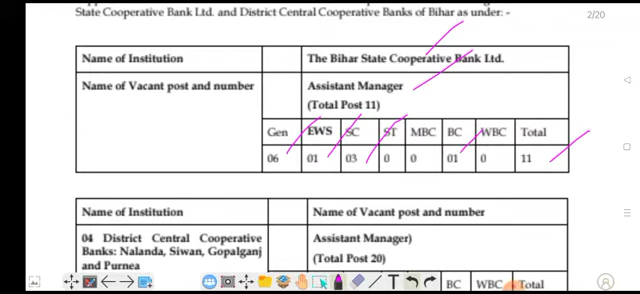 State Cooperative Bank Ltd. and District Central Cooperative Banks of Bihar as under: -
2/20
Name of Institution The Bihar State Cooperative Bank Ltd.
Name of Vacant post and number Assistant Manager
(Total Post 11)
Gen EWS SC ST MBC BC WBC Total
06 01 03 0 0 01 0 11
Name of Institution Name of Vacant post and number
04 District Central Cooperative Assistant Manager)
Banks: Nalanda, Siwan, Gopalganj (Total Post 20)
and Purnea
BC WBC Total